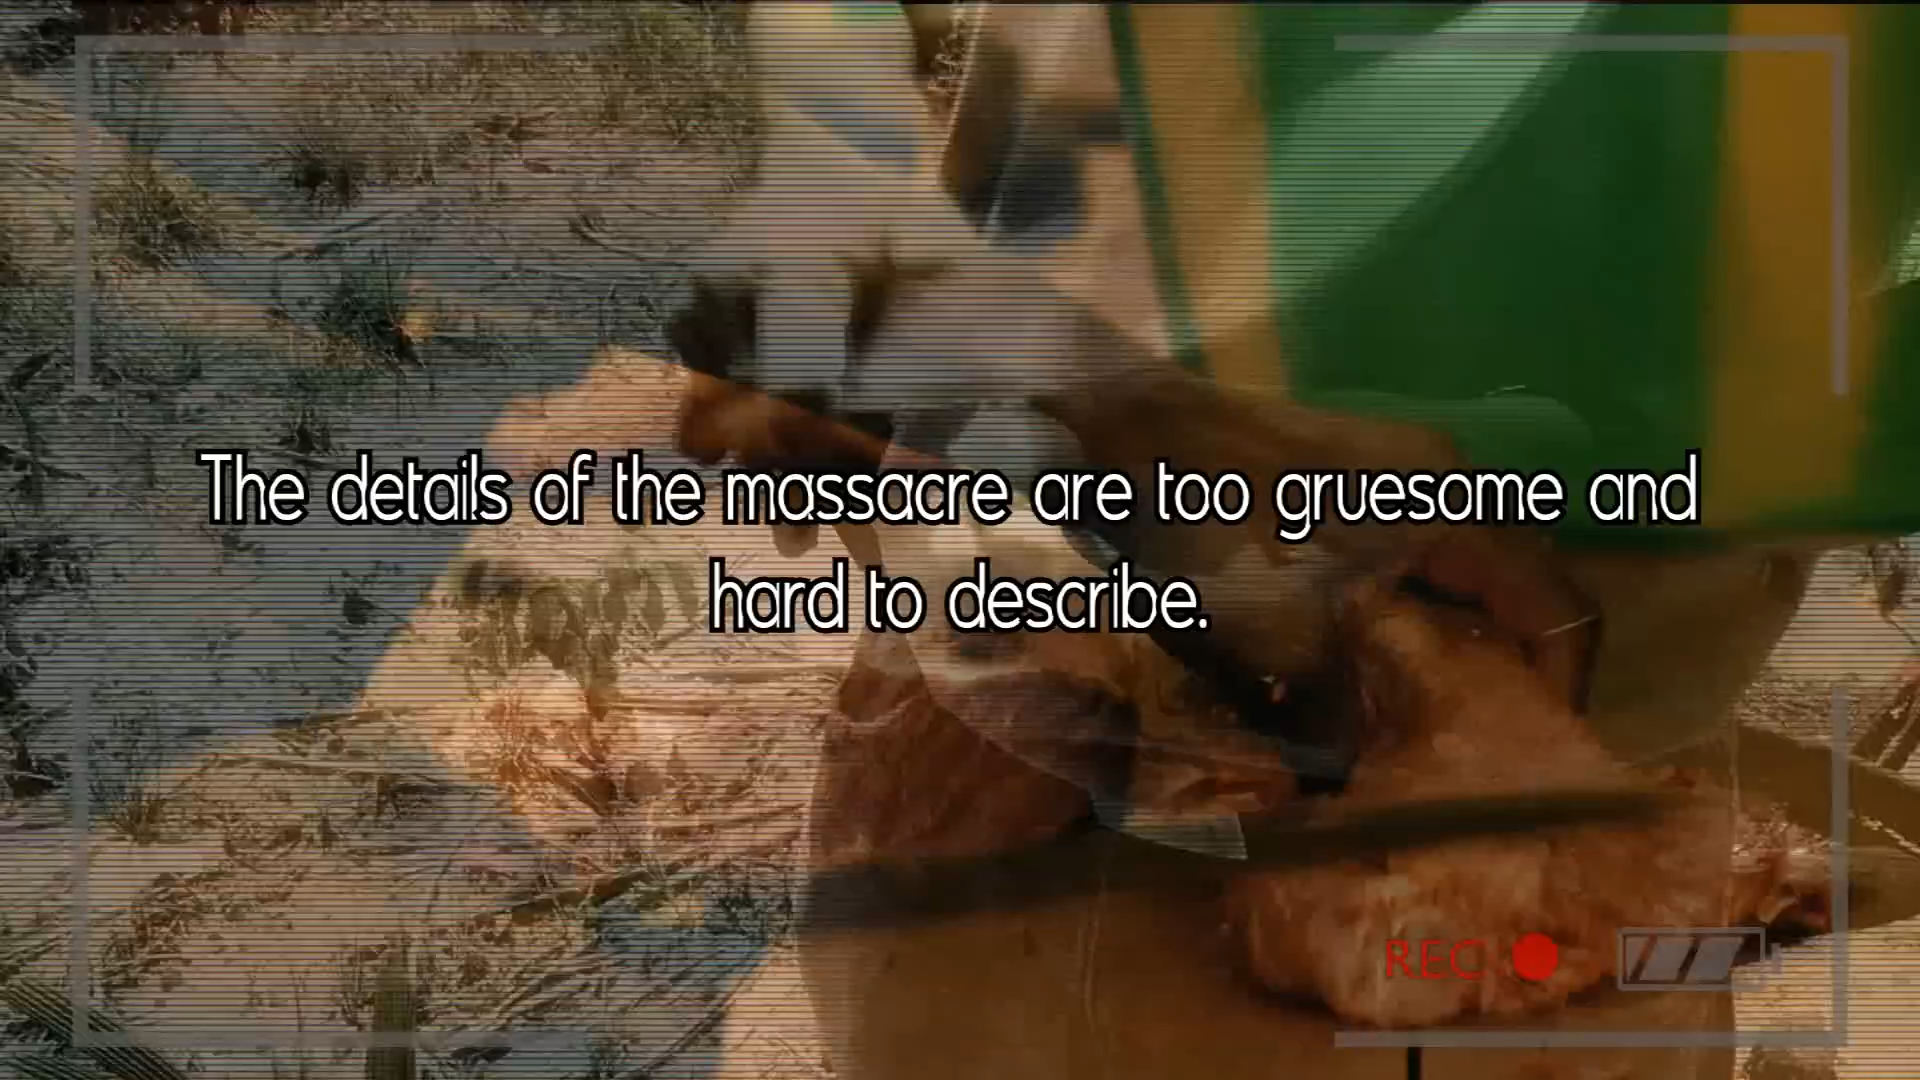 The details of the massacre are too gruesome and
hard to describe.
REC